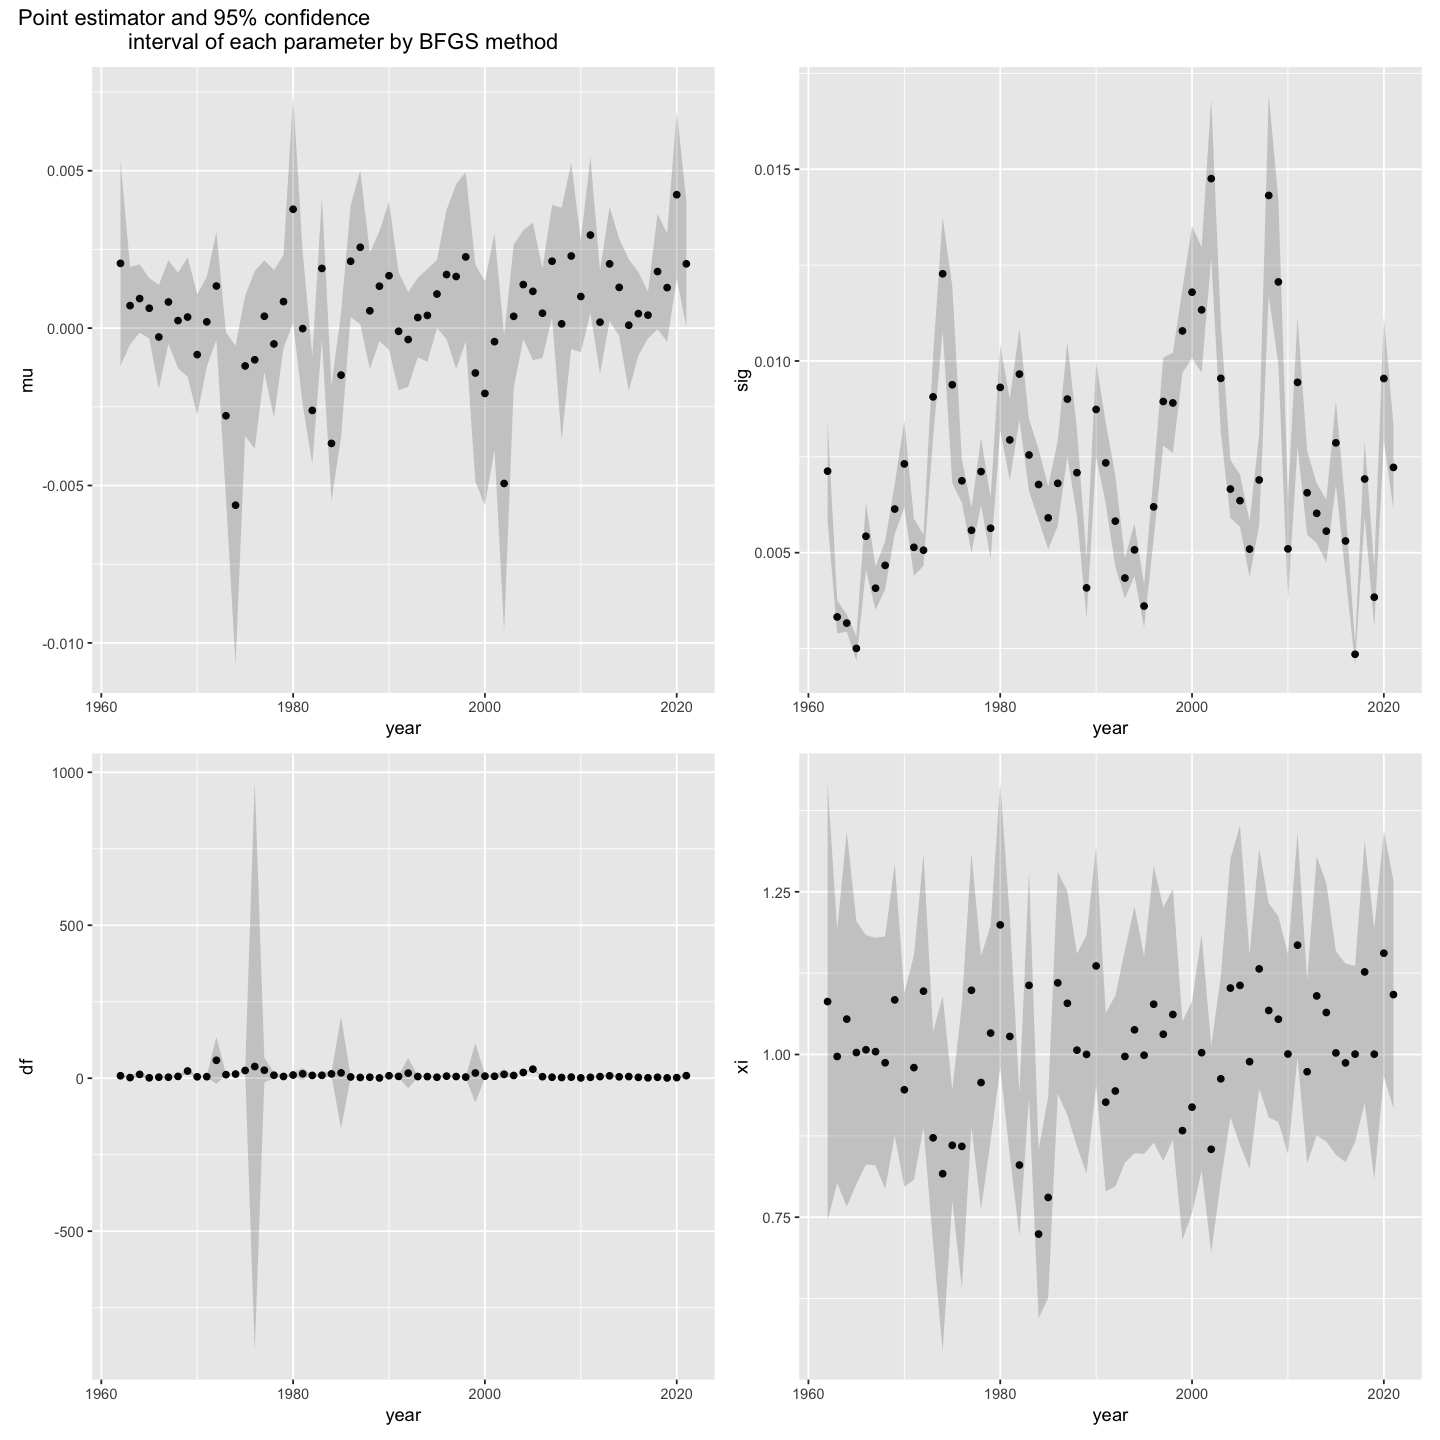 Point estimator and 95% confidence
interval of each parameter by BFGS method
0.005
0.000
-0.005
-0.010
mu
1960 1980 2000 2020
year
0.015
0.010
0.005
sig
1960 1980 2000 2020
year
1000
500
0
-500
df
1960 1980 2000 2020
year
1.25
1.00
0.75
xi
1960 1980 2000 2020
year